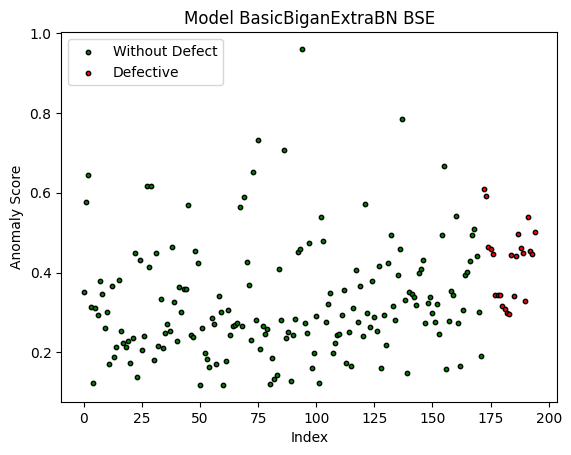 Model BasicBiganExtraBN BSE
Without Defect
Defective
Anomaly Score
1.0
0.8
0.6
0.4
0.2
0 25 50 75 100 125 150 175 200
Index